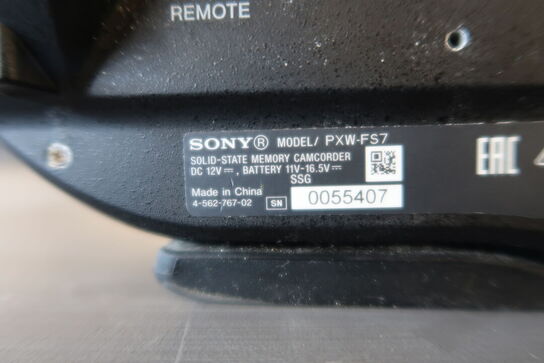 REMOTE
SONY® MODEL/ PXW-FS7
SOLID-STATE MEMORY CAMCORDER
DC 12V⎓, BATTERY 11V-16.5V⎓
SSG
Made in China
4-562-767-02 SN 0055407
EAC